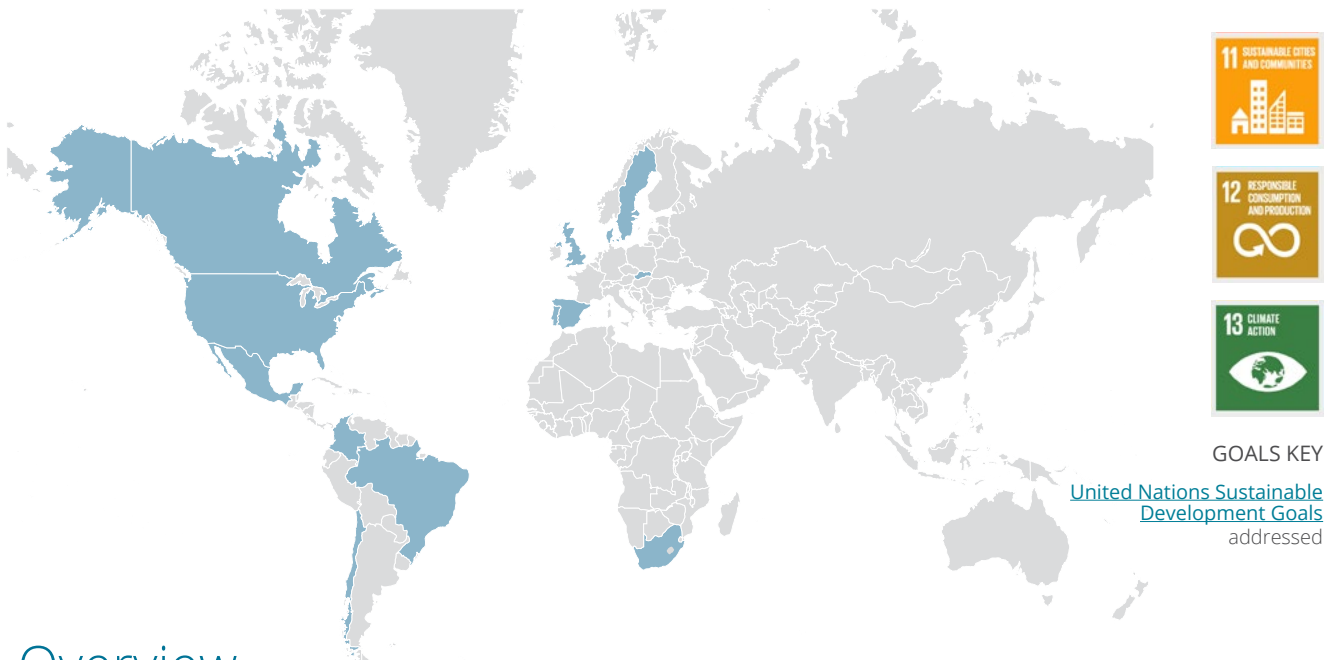 11 SUSTAINABLE CITIES
AND COMMUNITIES
12 RESPONSIBLE
CONSUMPTION
AND PRODUCTION
13 CLIMATE
ACTION
GOALS KEY
United Nations Sustainable
Development Goals
addressed
Overview